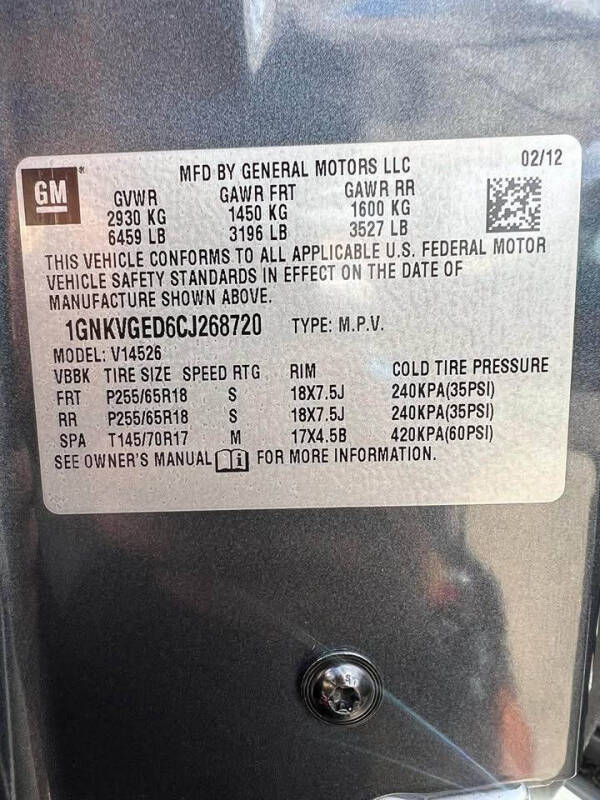 GM
MFD BY GENERAL MOTORS LLC 02/12
GVWR GAWR FRT GAWR RR
2930 KG 1450 KG 1600 KG
6459 LB 3196 LB 3527 LB
THIS VEHICLE CONFORMS TO ALL APPLICABLE U.S. FEDERAL MOTOR
VEHICLE SAFETY STANDARDS IN EFFECT ON THE DATE OF
MANUFACTURE SHOWN ABOVE.
1GNKVGED6CJ268720 TYPE: M.P.V.
MODEL: V14526
VBBK TIRE SIZE SPEED RTG RIM COLD TIRE PRESSURE
FRT P255/65R18 S 18X7.5J 240KPA(35PSI)
RR P255/65R18 S 18X7.5J 240KPA(35PSI)
SPA T145/70R17 M 17X4.5B 420KPA(60PSI)
SEE OWNER'S MANUAL i FOR MORE INFORMATION.